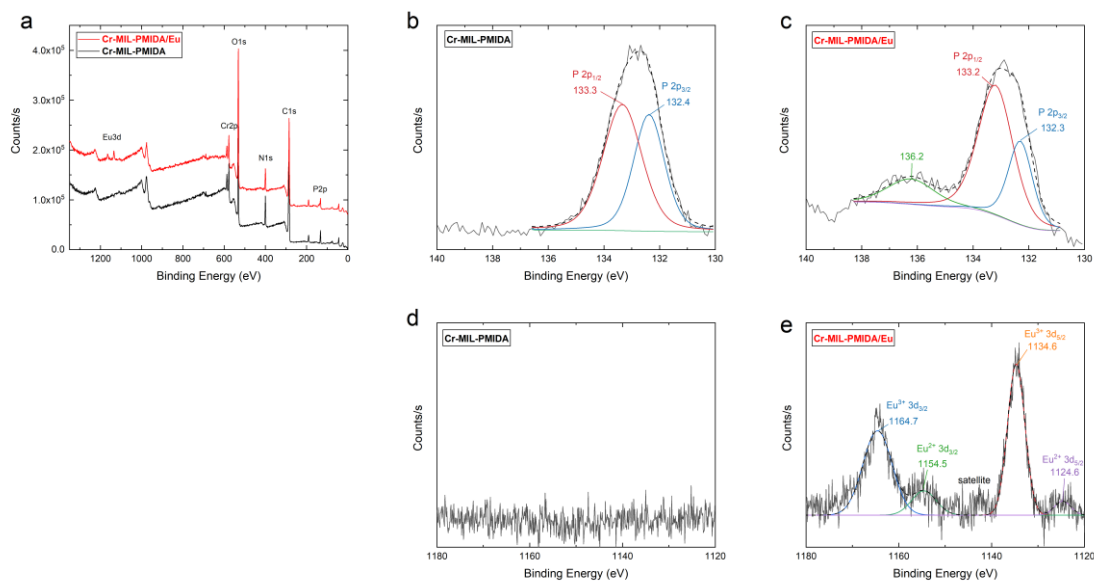 a
Cr-MIL-PMIDA/Eu
Cr-MIL-PMIDA
O1s
C1s
Cr2p
Eu3d
N1s
P2p
4.0x10⁵
3.0x10⁵
2.0x10⁵
1.0x10⁵
0.0
Counts/s
1200 1000 800 600 400 200 0
Binding Energy (eV)
b
Cr-MIL-PMIDA
P 2p1/2
133.3
P 2p3/2
132.4
Counts/s
140 138 136 134 132 130
Binding Energy (eV)
c
Cr-MIL-PMIDA/Eu
P 2p1/2
133.2
P 2p3/2
132.3
136.2
Counts/s
140 138 136 134 132 130
Binding Energy (eV)
d
Cr-MIL-PMIDA
Counts/s
1180 1160 1140 1120
Binding Energy (eV)
e
Cr-MIL-PMIDA/Eu
Eu³⁺ 3d5/2
1134.6
Eu³⁺ 3d3/2
1164.7
Eu²⁺ 3d3/2
1154.5
satellite
Eu²⁺ 3d5/2
1124.6
Counts/s
1180 1160 1140 1120
Binding Energy (eV)